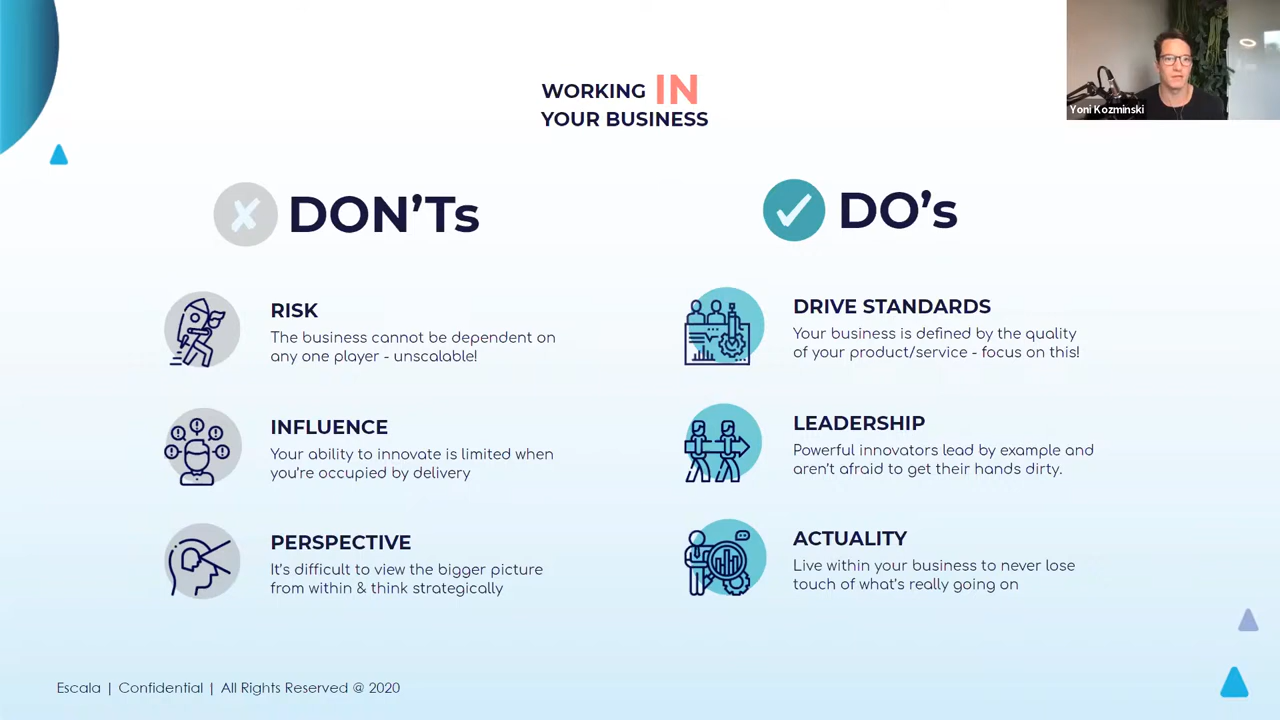 WORKING IN
YOUR BUSINESS
Yoni Kozminski
DON'Ts
RISK
The business cannot be dependent on
any one player - unscalable!
INFLUENCE
Your ability to innovate is limited when
you're occupied by delivery
PERSPECTIVE
It's difficult to view the bigger picture
from within & think strategically
DO's
DRIVE STANDARDS
Your business is defined by the quality
of your product/service - focus on this!
LEADERSHIP
Powerful innovators lead by example and
aren't afraid to get their hands dirty.
ACTUALITY
Live within your business to never lose
touch of what's really going on
Escala | Confidential | All Rights Reserved @ 2020